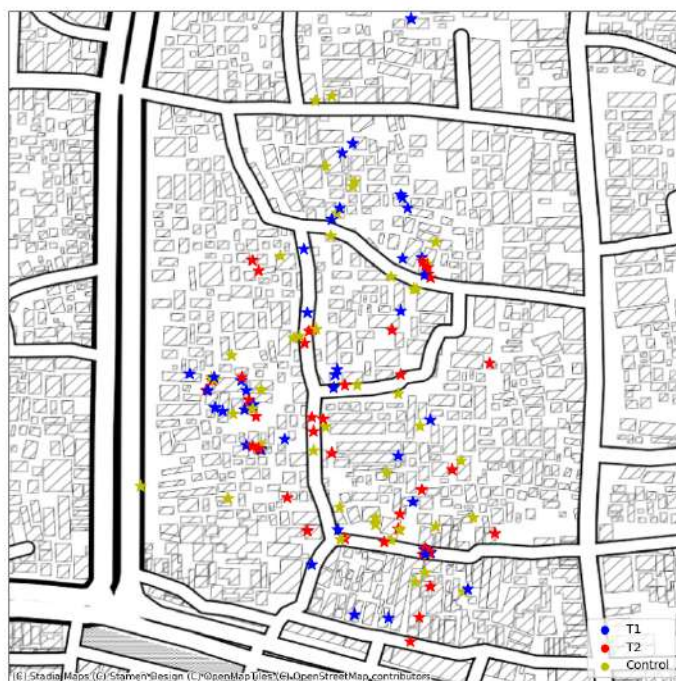 T1
T2
Control
(C) Stadia Maps (C) Stamen Design (C) OpenMapTiles (C) OpenStreetMap contributors